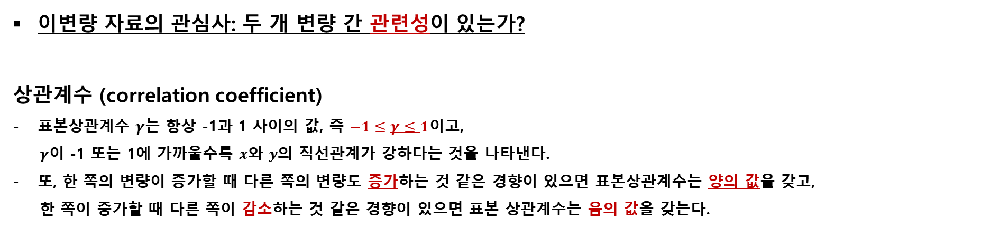 ▪ 이변량 자료의 관심사: 두 개 변량 간 관련성이 있는가?
상관계수 (correlation coefficient)
- 표본상관계수 𝜸는 항상 -1과 1 사이의 값, 즉 −𝟏 ≤ 𝜸 ≤ 𝟏이고,
𝜸이 -1 또는 1에 가까울수록 𝒙와 𝒚의 직선관계가 강하다는 것을 나타낸다.
- 또, 한 쪽의 변량이 증가할 때 다른 쪽의 변량도 증가하는 것 같은 경향이 있으면 표본상관계수는 양의 값을 갖고,
한 쪽이 증가할 때 다른 쪽이 감소하는 것 같은 경향이 있으면 표본 상관계수는 음의 값을 갖는다.